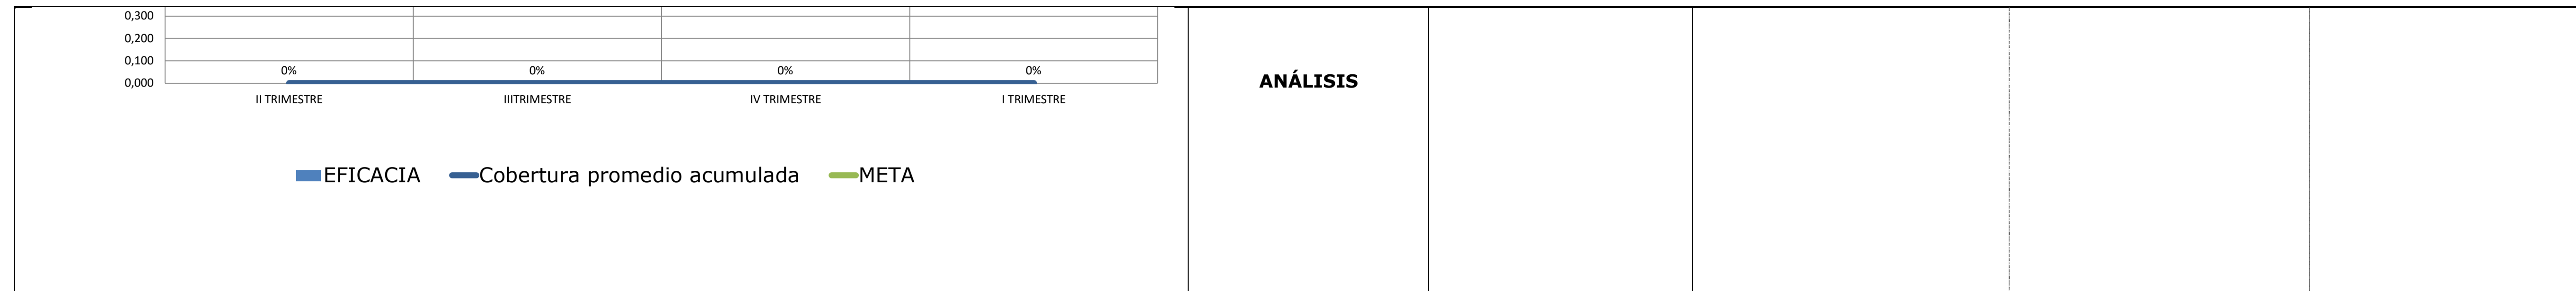 0,300
0,200
0,100
0,000
0% 0% 0% 0%
II TRIMESTRE IIITRIMESTRE IV TRIMESTRE I TRIMESTRE
EFICACIA Cobertura promedio acumulada META
ANÁLISIS